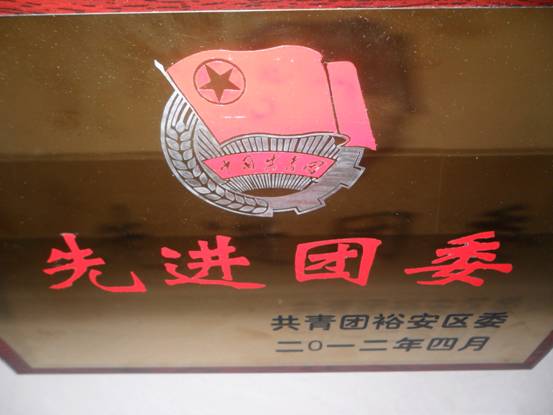 中国共青团
先进团委
共青团裕安区委
二〇一二年四月